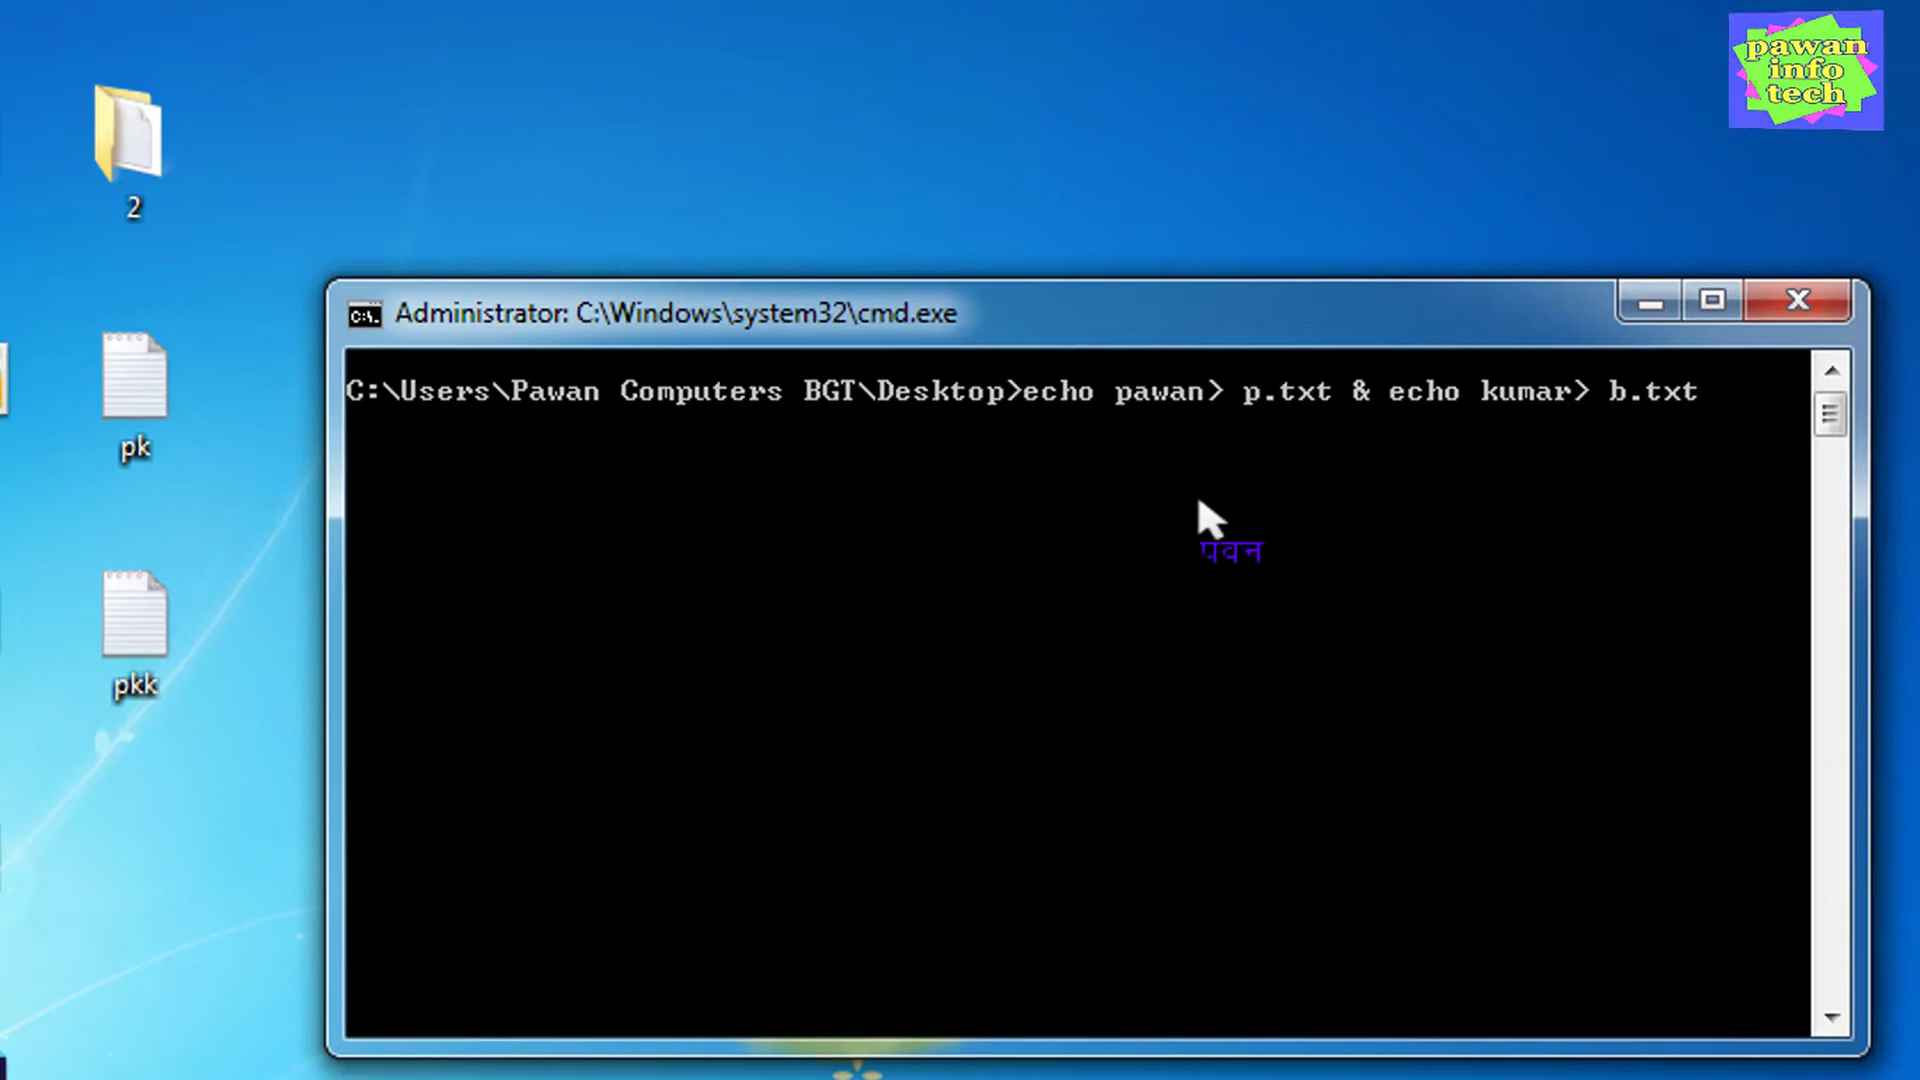 pawan
info
tech
2
Administrator: C:\Windows\system32\cmd.exe
C:\Users\Pawan Computers BGT\Desktop>echo pawan> p.txt & echo kumar> b.txt
pk
पवन
pkk